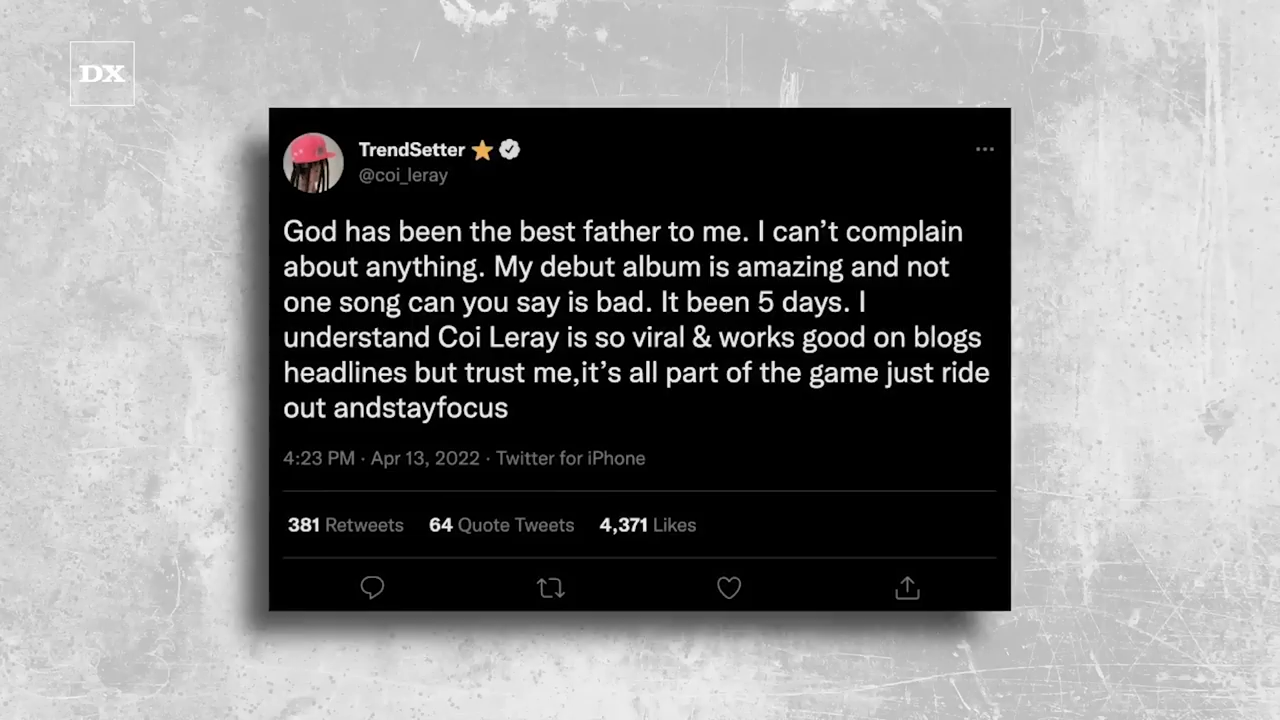 DX
TrendSetter ⭐
@coi_leray
God has been the best father to me. I can’t complain
about anything. My debut album is amazing and not
one song can you say is bad. It been 5 days. I
understand Coi Leray is so viral & works good on blogs
headlines but trust me,it’s all part of the game just ride
out andstayfocus
4:23 PM · Apr 13, 2022 · Twitter for iPhone
381 Retweets 64 Quote Tweets 4,371 Likes